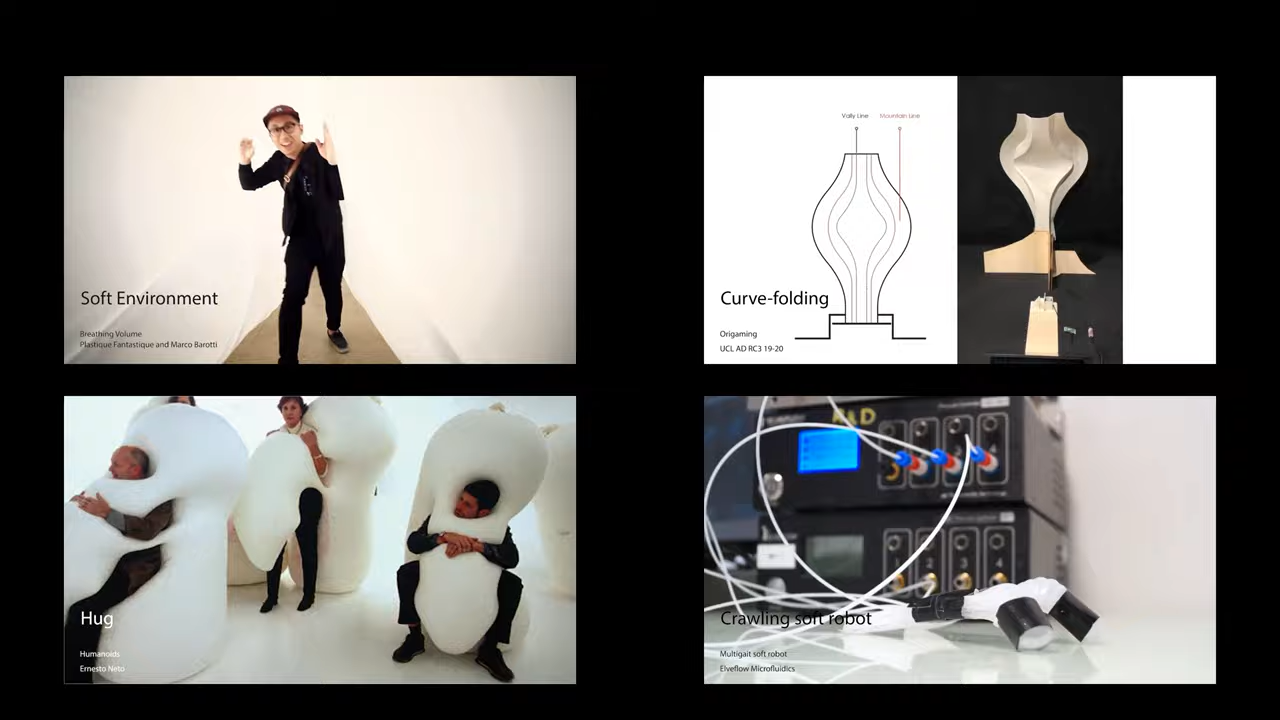 Soft Environment
Breathing Volume
Plastique Fantastique and Marco Barotti
Vally Line
Mountain Line
Curve-folding
Origaming
UCL AD RC3 19-20
Hug
Humanoids
Ernesto Neto
Crawling soft robot
Multigait soft robot
Elveflow Microfluidics